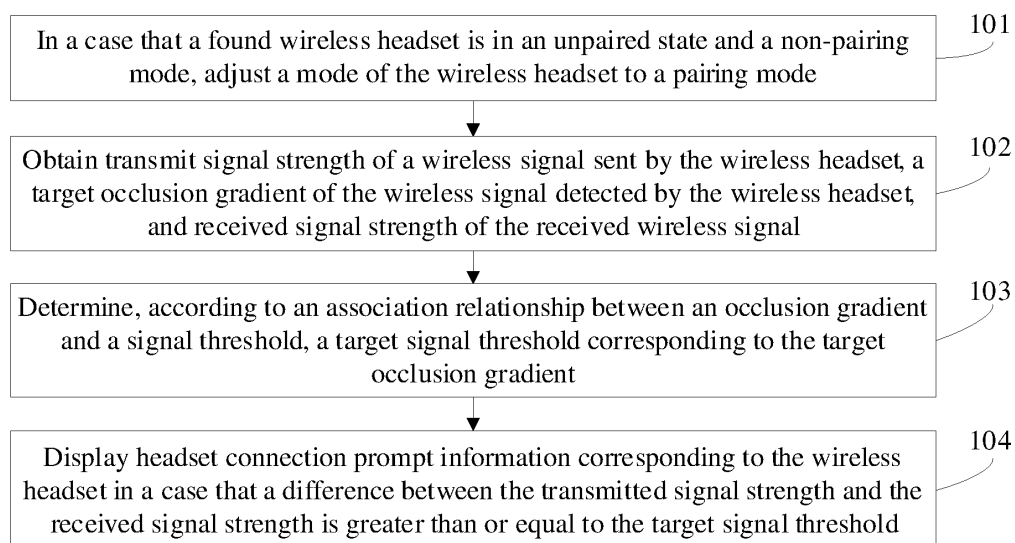 In a case that a found wireless headset is in an unpaired state and a non-pairing
mode, adjust a mode of the wireless headset to a pairing mode
101
Obtain transmit signal strength of a wireless signal sent by the wireless headset, a
target occlusion gradient of the wireless signal detected by the wireless headset,
and received signal strength of the received wireless signal
102
Determine, according to an association relationship between an occlusion gradient
and a signal threshold, a target signal threshold corresponding to the target
occlusion gradient
103
Display headset connection prompt information corresponding to the wireless
headset in a case that a difference between the transmitted signal strength and the
received signal strength is greater than or equal to the target signal threshold
104